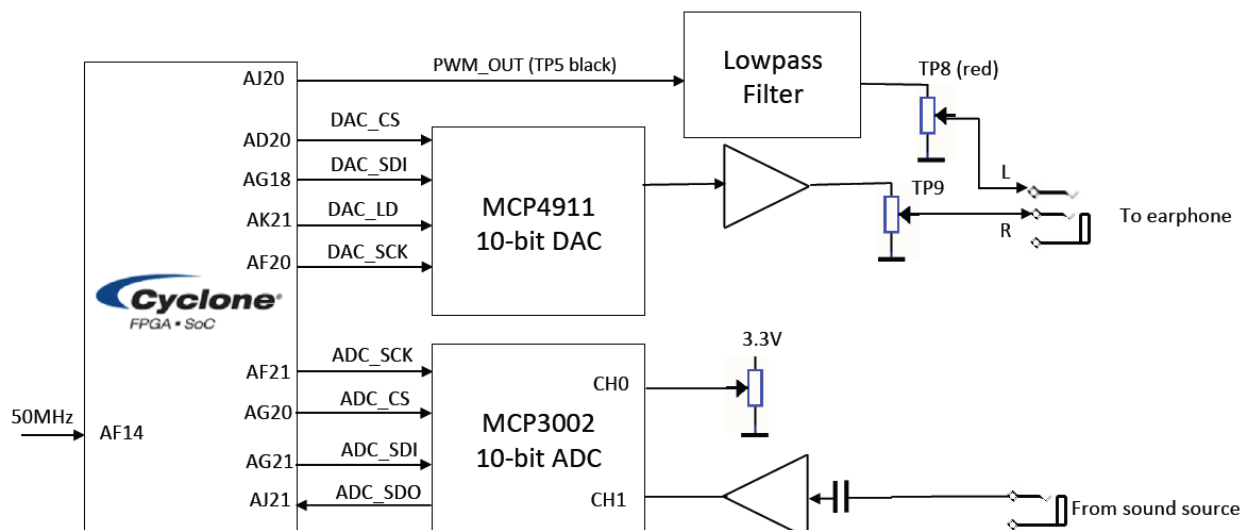 AJ20
PWM_OUT (TP5 black)
Lowpass
Filter
TP8 (red)
AD20
DAC_CS
AG18
DAC_SDI
AK21
DAC_LD
AF20
DAC_SCK
MCP4911
10-bit DAC
TP9
L
R
To earphone
Cyclone®
FPGA • SoC
50MHz
AF14
AF21
ADC_SCK
AG20
ADC_CS
AG21
ADC_SDI
AJ21
ADC_SDO
MCP3002
10-bit ADC
CH0
CH1
3.3V
From sound source